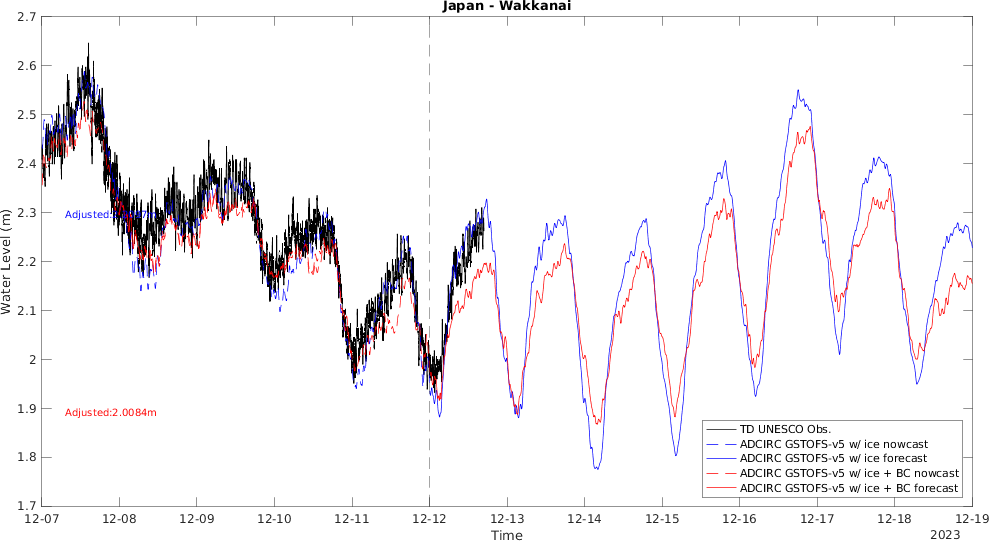 Japan - Wakkanai
Water Level (m)
2.7
2.6
2.5
2.4
2.3
2.2
2.1
2
1.9
1.8
1.7
Adjusted:
Adjusted:2.0084m
TD UNESCO Obs.
ADCIRC GSTOFS-v5 w/ ice nowcast
ADCIRC GSTOFS-v5 w/ ice forecast
ADCIRC GSTOFS-v5 w/ ice + BC nowcast
ADCIRC GSTOFS-v5 w/ ice + BC forecast
12-07 12-08 12-09 12-10 12-11 12-12 12-13 12-14 12-15 12-16 12-17 12-18 12-19
Time
2023